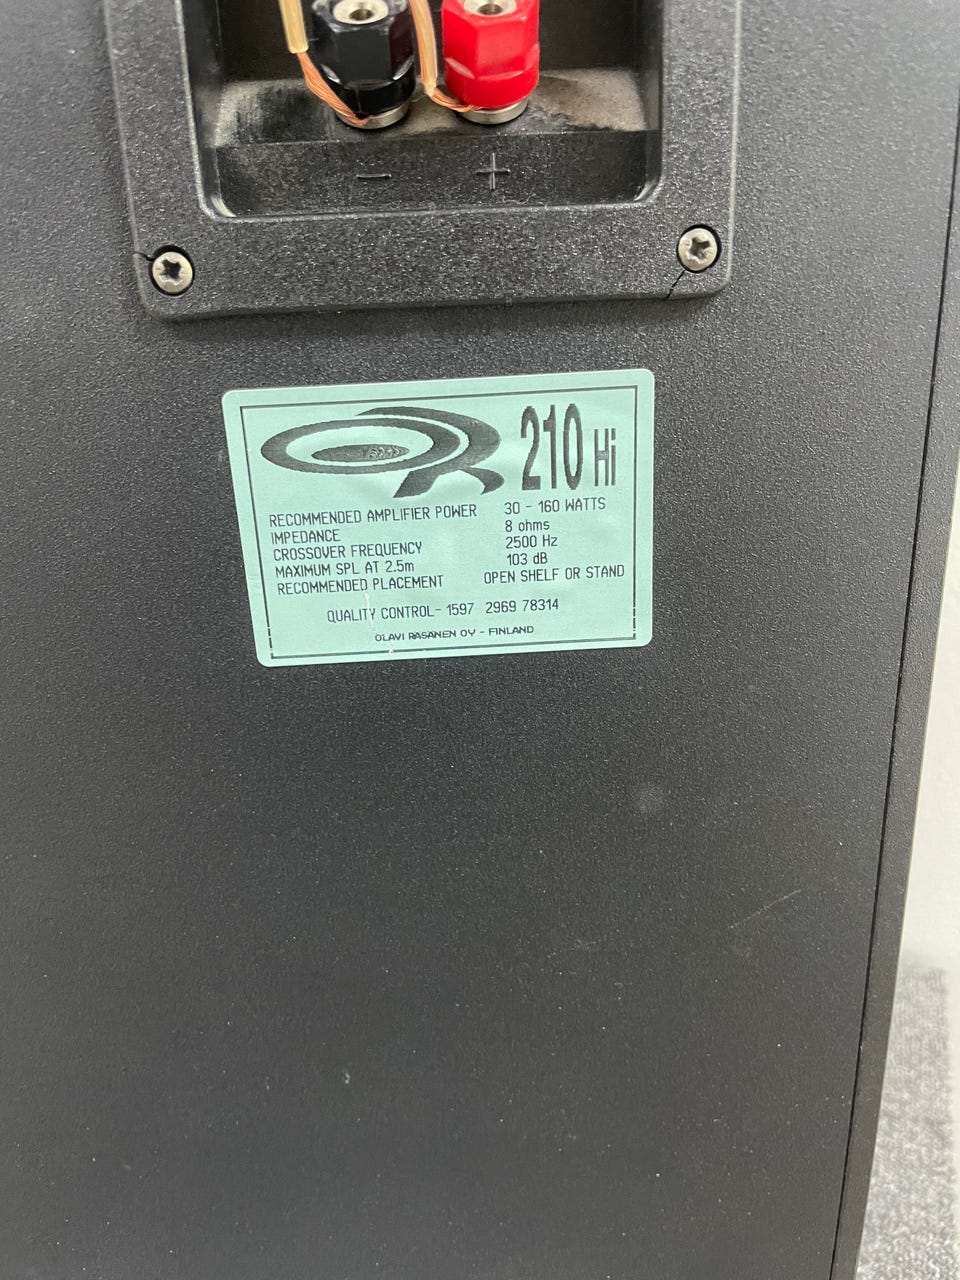 − +
OR 210 Hi
RECOMMENDED AMPLIFIER POWER 30 - 160 WATTS
IMPEDANCE 8 ohms
CROSSOVER FREQUENCY 2500 Hz
MAXIMUM SPL AT 2.5m 103 dB
RECOMMENDED PLACEMENT OPEN SHELF OR STAND
QUALITY CONTROL- 1597 2969 78314
OLAVI RASANEN OY - FINLAND